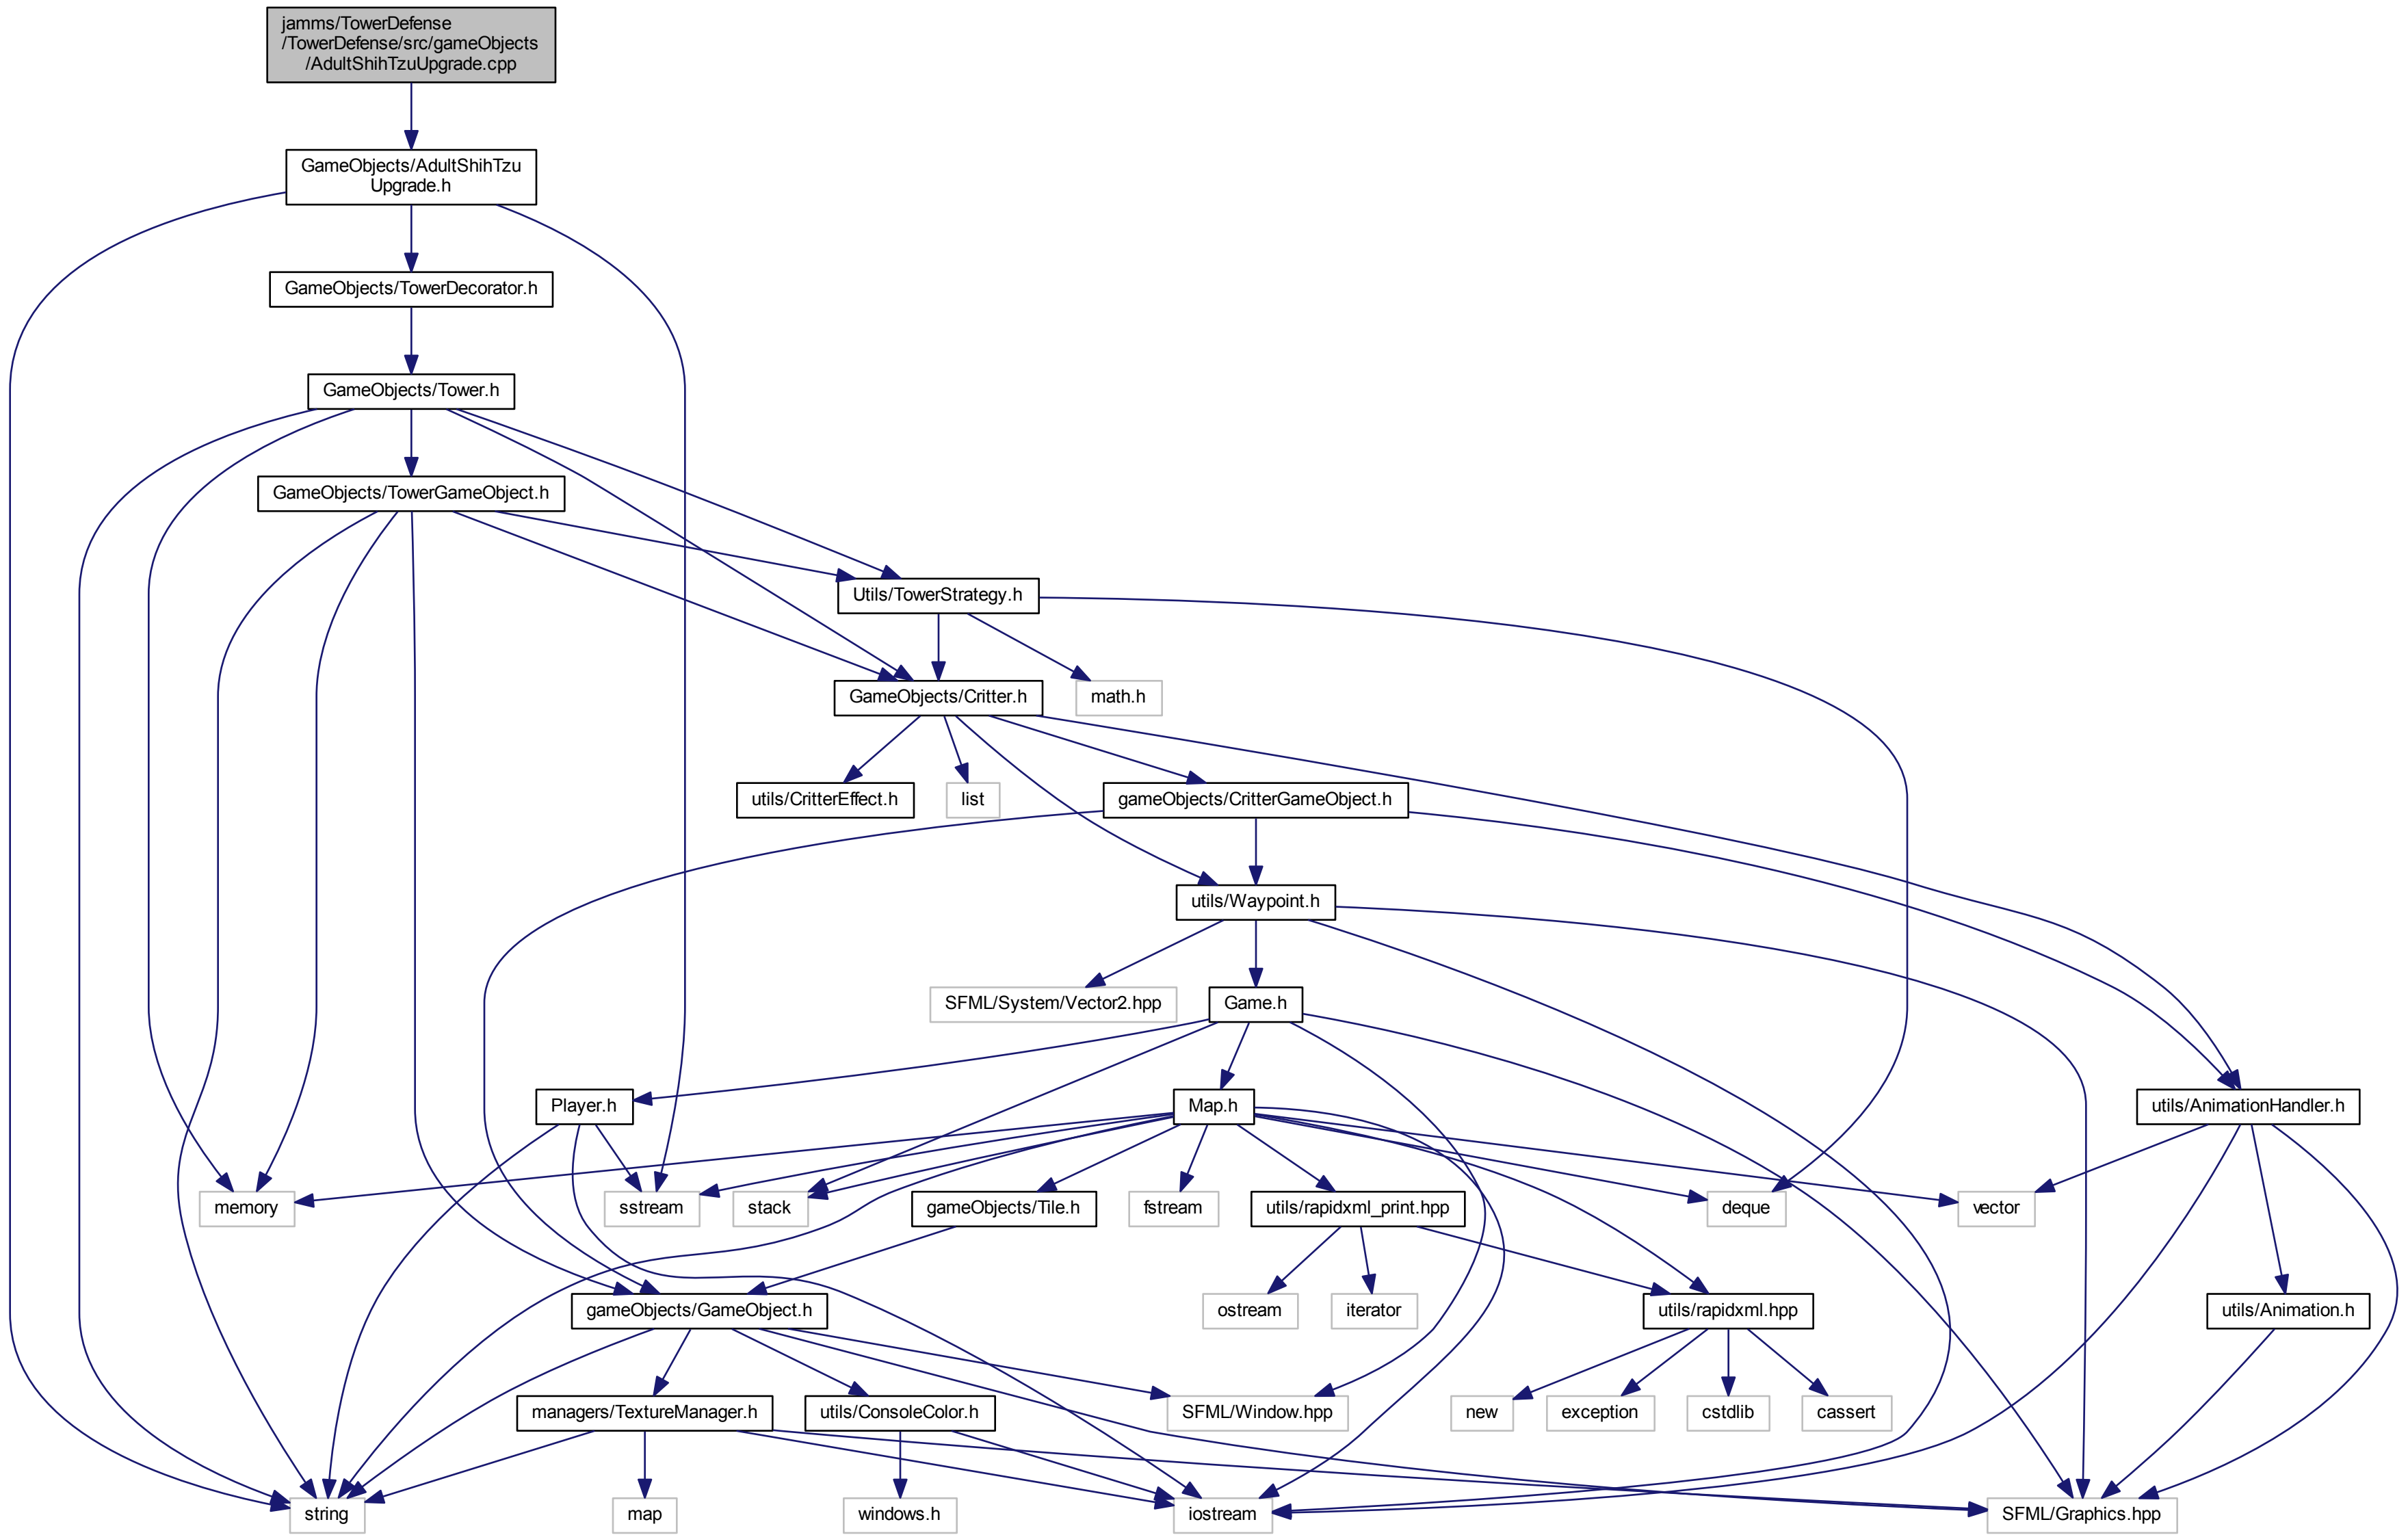 jamms/TowerDefense
/TowerDefense/src/gameObjects
/AdultShihTzuUpgrade.cpp
GameObjects/AdultShihTzu
Upgrade.h
GameObjects/TowerDecorator.h
GameObjects/Tower.h
GameObjects/TowerGameObject.h
Utils/TowerStrategy.h
GameObjects/Critter.h
math.h
utils/CritterEffect.h
list
gameObjects/CritterGameObject.h
utils/Waypoint.h
SFML/System/Vector2.hpp
Game.h
Player.h
Map.h
utils/AnimationHandler.h
memory
sstream
stack
gameObjects/Tile.h
fstream
utils/rapidxml_print.hpp
deque
vector
gameObjects/GameObject.h
ostream
iterator
utils/rapidxml.hpp
utils/Animation.h
managers/TextureManager.h
utils/ConsoleColor.h
SFML/Window.hpp
new
exception
cstdlib
cassert
string
map
windows.h
iostream
SFML/Graphics.hpp